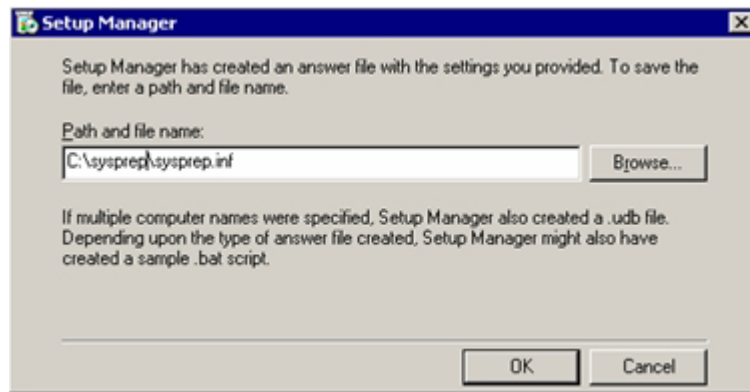 Setup Manager
Setup Manager has created an answer file with the settings you provided. To save the
file, enter a path and file name.
Path and file name:
C:\sysprep\sysprep.inf
Browse...
If multiple computer names were specified, Setup Manager also created a .udb file.
Depending upon the type of answer file created, Setup Manager might also have
created a sample .bat script.
OK
Cancel